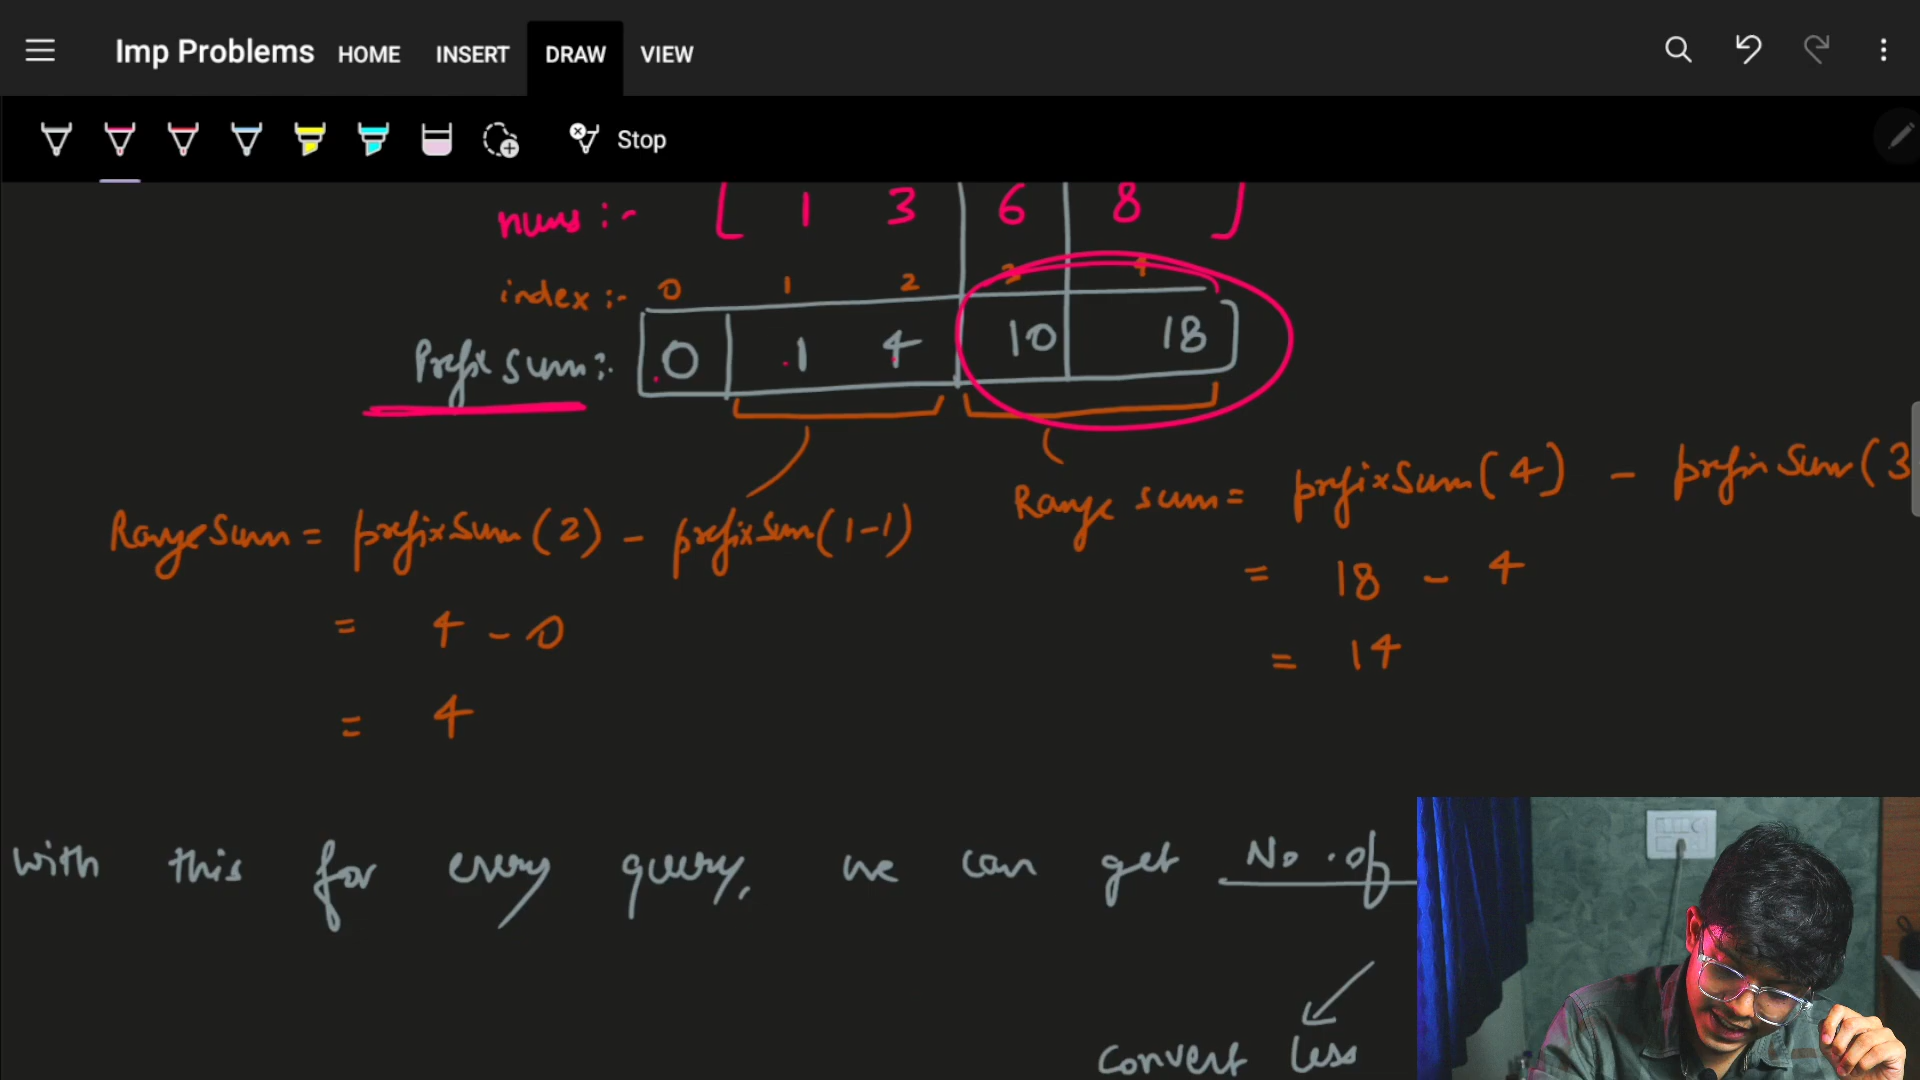 Imp Problems HOME INSERT DRAW VIEW
Stop
nums :- [ 1 3 6 8 ]
index :- 0 1 2 3 4
Prefix sum :- 0 1 4 10 18
Range sum = prefixSum(4) - prefixSum(3
RangeSum = prefixSum(2) - prefixSum(1-1)
= 18 - 4
= 4 - 0
= 14
= 4
with this for every query, we can get No. of
convert less